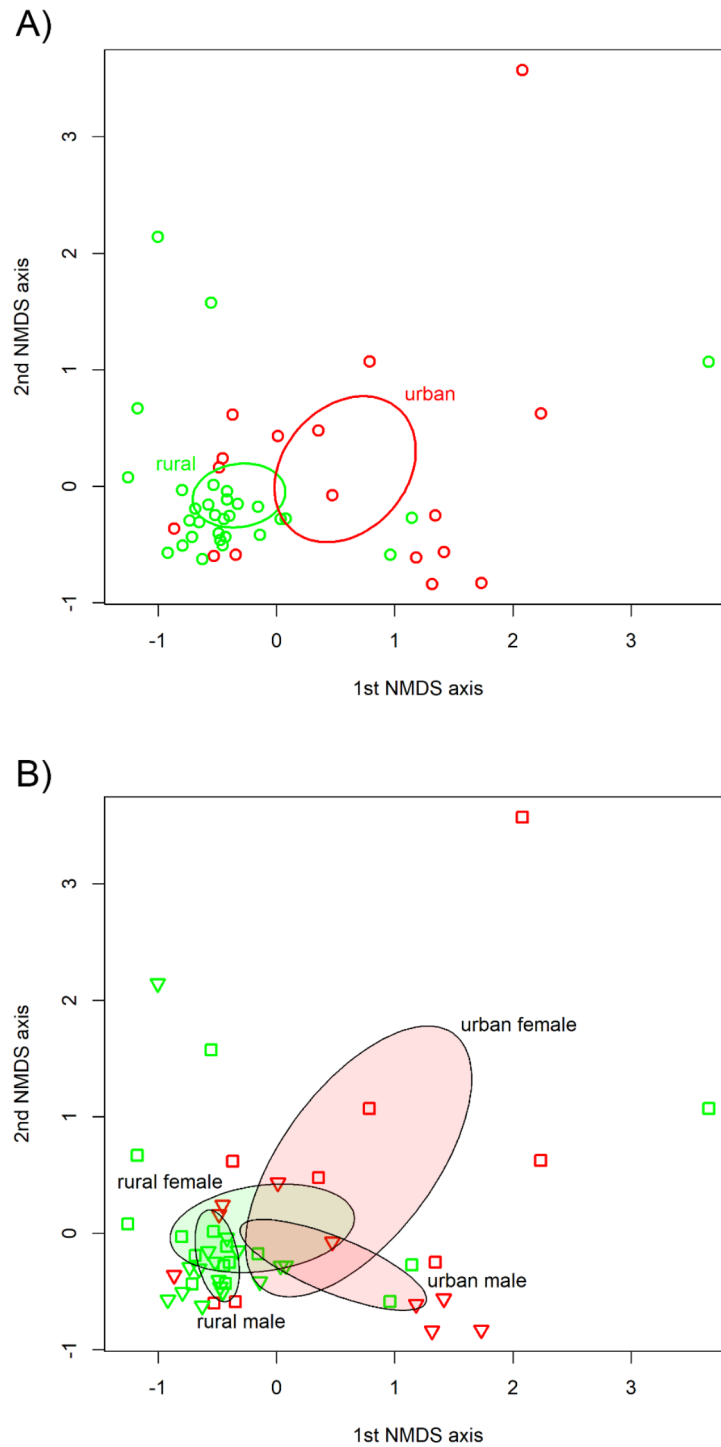 A)
3
2
1
0
-1
2nd NMDS axis
urban
rural
-1
0
1
2
3
1st NMDS axis
B)
3
2
1
0
-1
2nd NMDS axis
urban female
rural female
urban male
rural male
-1
0
1
2
3
1st NMDS axis